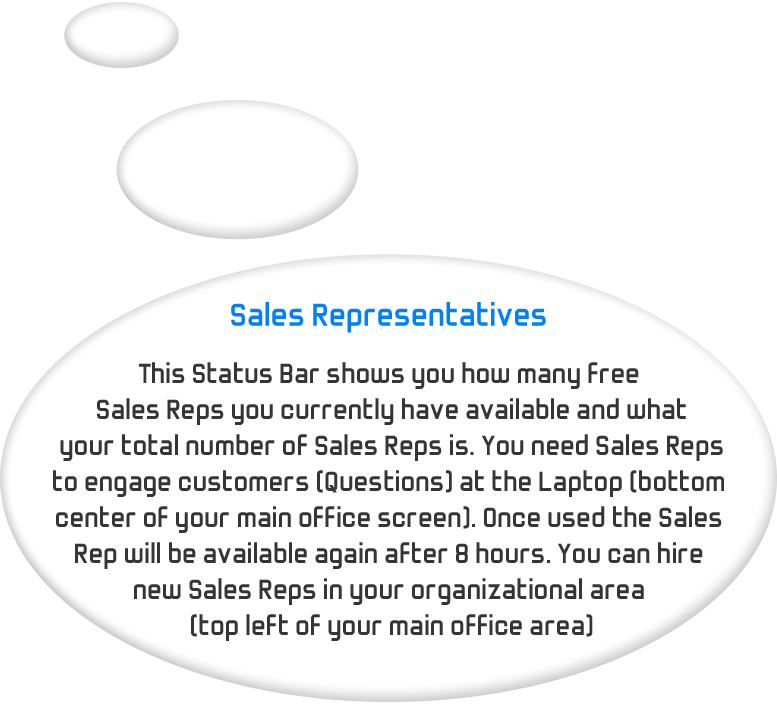 Sales Representatives
This Status Bar shows you how many free
Sales Reps you currently have available and what
your total number of Sales Reps is. You need Sales Reps
to engage customers (Questions) at the Laptop (bottom
center of your main office screen). Once used the Sales
Rep will be available again after 8 hours. You can hire
new Sales Reps in your organizational area
(top left of your main office area)